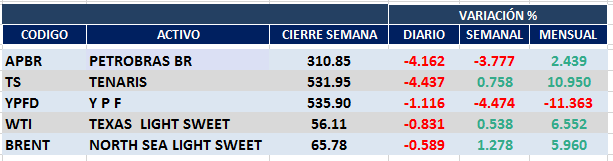 VARIACIÓN %
CODIGO ACTIVO CIERRE SEMANA DIARIO SEMANAL MENSUAL
APBR PETROBRAS BR 310.85 -4.162 -3.777 2.439
TS TENARIS 531.95 -4.437 0.758 10.950
YPFD Y P F 535.90 -1.116 -4.474 -11.363
WTI TEXAS LIGHT SWEET 56.11 -0.831 0.538 6.552
BRENT NORTH SEA LIGHT SWEET 65.78 -0.589 1.278 5.960